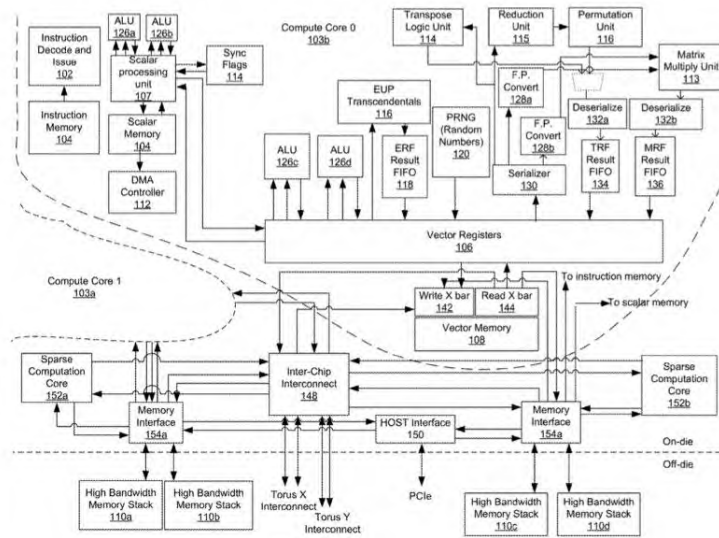 Instruction
Decode and
Issue
102
Instruction
Memory
104
ALU
126a
ALU
126b
Scalar
processing
unit
107
Sync
Flags
114
Scalar
Memory
104
DMA
Controller
112
Compute Core 0
103b
EUP
Transcendentals
116
ALU
126c
ALU
126d
ERF
Result
FIFO
118
PRNG
(Random
Numbers)
120
Transpose
Logic Unit
114
Reduction
Unit
115
Permutation
Unit
116
Matrix
Multiply Unit
113
F.P.
Convert
128a
F.P.
Convert
128b
Serializer
130
Deserialize
132a
Deserialize
132b
TRF
Result
FIFO
134
MRF
Result
FIFO
136
Vector Registers
106
Compute Core 1
103a
Write X bar
142
Read X bar
144
Vector Memory
108
To instruction memory
To scalar memory
Sparse
Computation
Core
152a
Inter-Chip
Interconnect
148
Sparse
Computation
Core
152b
Memory
Interface
154a
HOST Interface
150
Memory
Interface
154a
On-die
Off-die
High Bandwidth
Memory Stack
110a
High Bandwidth
Memory Stack
110b
Torus X
Interconnect
Torus Y
Interconnect
PCIe
High Bandwidth
Memory Stack
110c
High Bandwidth
Memory Stack
110d